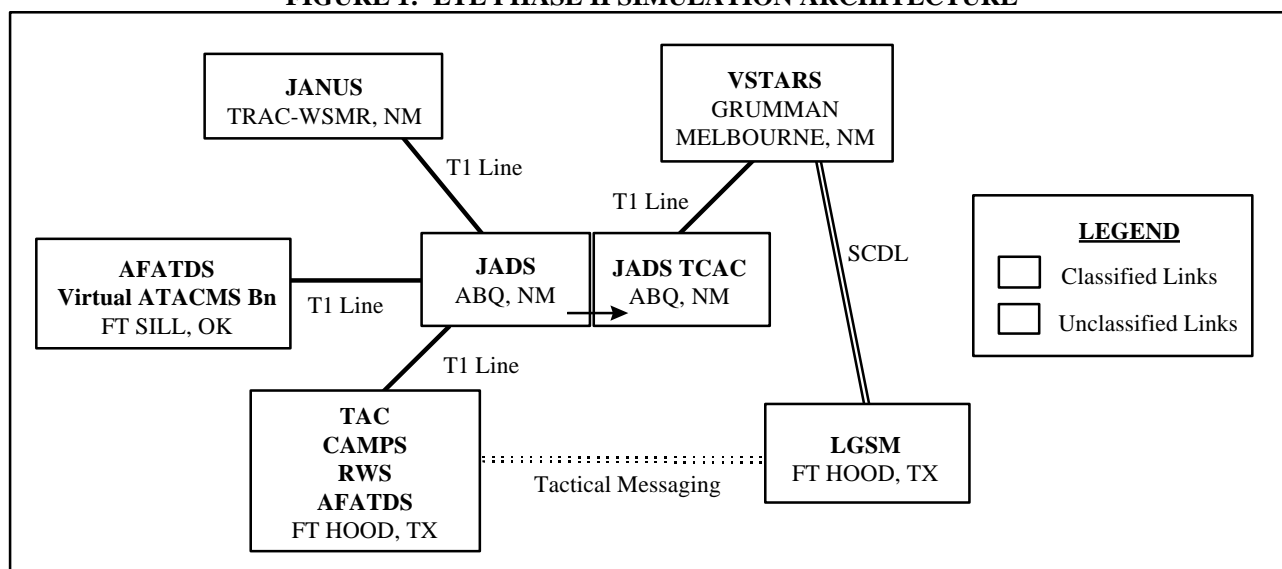 FIGURE 1: ETE PHASE II SIMULATION ARCHITECTURE
JANUS
TRAC-WSMR, NM
VSTARS
GRUMMAN
MELBOURNE, NM
T1 Line
T1 Line
LEGEND
Classified Links
Unclassified Links
AFATDS
Virtual ATACMS Bn
FT SILL, OK
T1 Line
JADS
ABQ, NM
JADS TCAC
ABQ, NM
SCDL
T1 Line
TAC
CAMPS
RWS
AFATDS
FT HOOD, TX
Tactical Messaging
LGSM
FT HOOD, TX